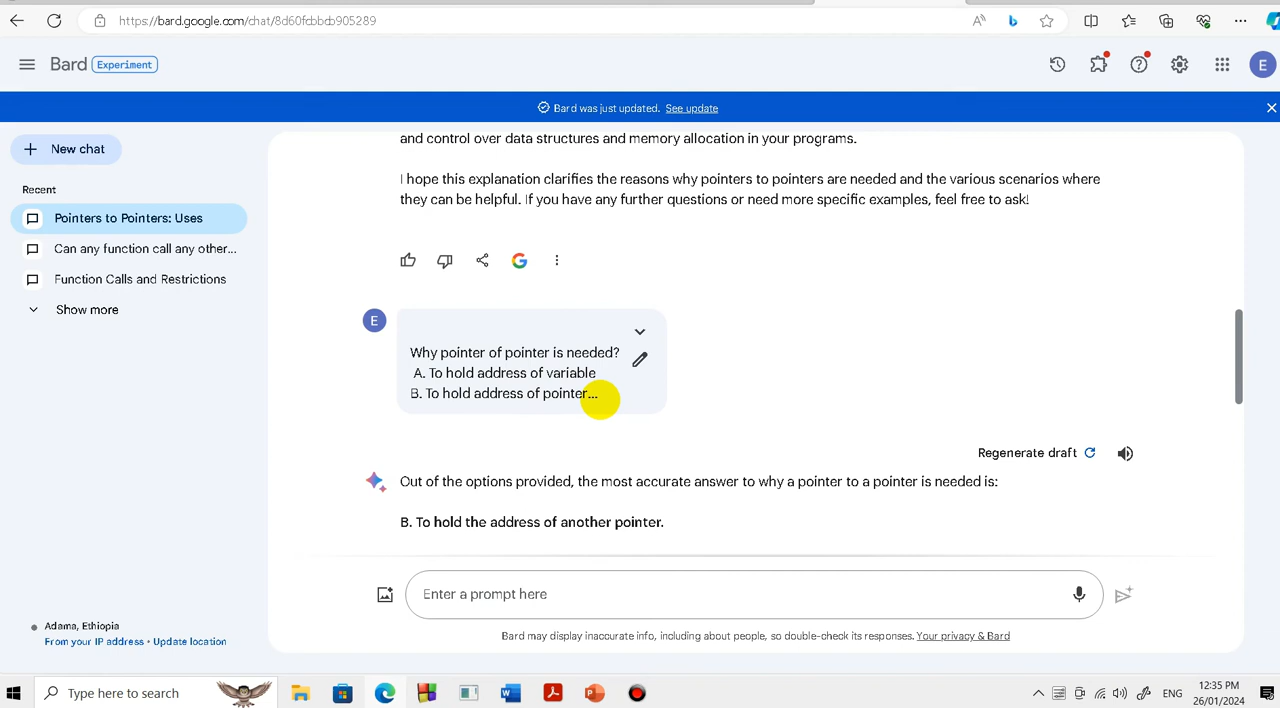 https://bard.google.com/chat/8d60fcbbcb905289
Bard Experiment
E
Bard was just updated. See update
New chat
Recent
Pointers to Pointers: Uses
Can any function call any other...
Function Calls and Restrictions
Show more
and control over data structures and memory allocation in your programs.
I hope this explanation clarifies the reasons why pointers to pointers are needed and the various scenarios where
they can be helpful. If you have any further questions or need more specific examples, feel free to ask!
E
Why pointer of pointer is needed?
A. To hold address of variable
B. To hold address of pointer...
Regenerate draft
Out of the options provided, the most accurate answer to why a pointer to a pointer is needed is:
B. To hold the address of another pointer.
Enter a prompt here
Bard may display inaccurate info, including about people, so double-check its responses. Your privacy & Bard
Adama, Ethiopia
From your IP address • Update location
Type here to search
ENG
12:35 PM
26/01/2024